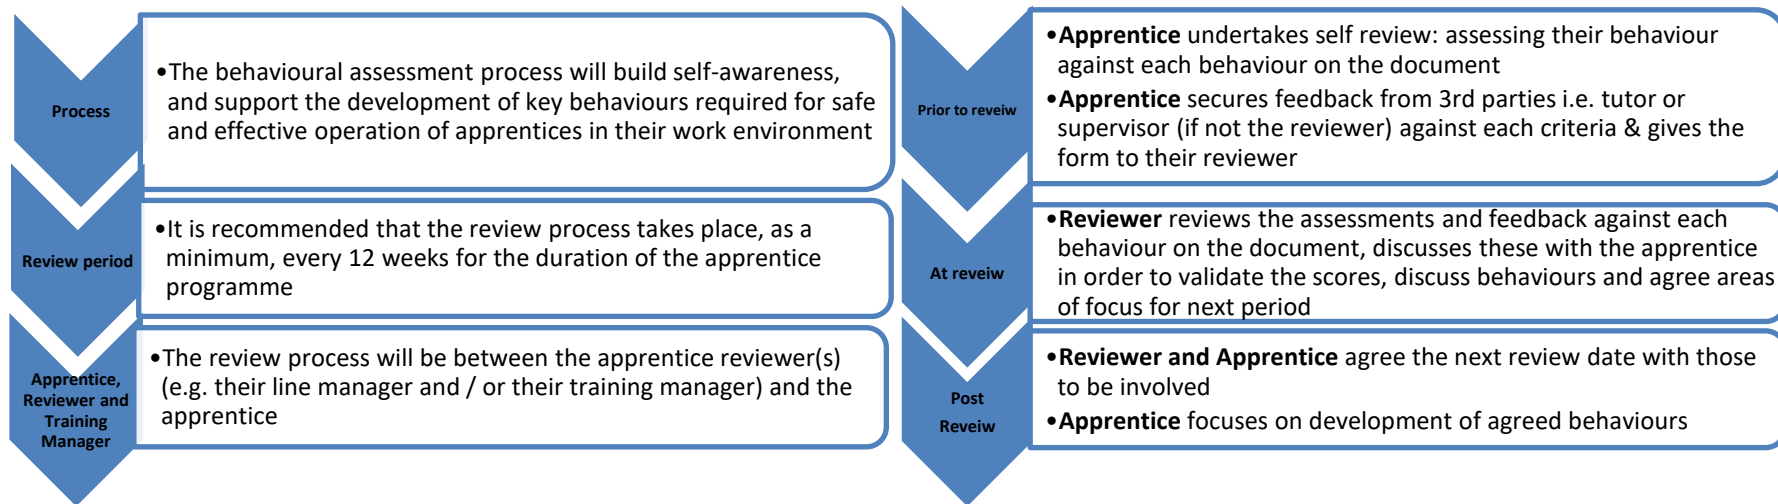 Process
•The behavioural assessment process will build self-awareness,
and support the development of key behaviours required for safe
and effective operation of apprentices in their work environment
Review period
•It is recommended that the review process takes place, as a
minimum, every 12 weeks for the duration of the apprentice
programme
Apprentice,
Reviewer and
Training
Manager
•The review process will be between the apprentice reviewer(s)
(e.g. their line manager and / or their training manager) and the
apprentice
Prior to reveiw
•Apprentice undertakes self review: assessing their behaviour
against each behaviour on the document
•Apprentice secures feedback from 3rd parties i.e. tutor or
supervisor (if not the reviewer) against each criteria & gives the
form to their reviewer
At reveiw
•Reviewer reviews the assessments and feedback against each
behaviour on the document, discusses these with the apprentice
in order to validate the scores, discuss behaviours and agree areas
of focus for next period
Post
Reveiw
•Reviewer and Apprentice agree the next review date with those
to be involved
•Apprentice focuses on development of agreed behaviours